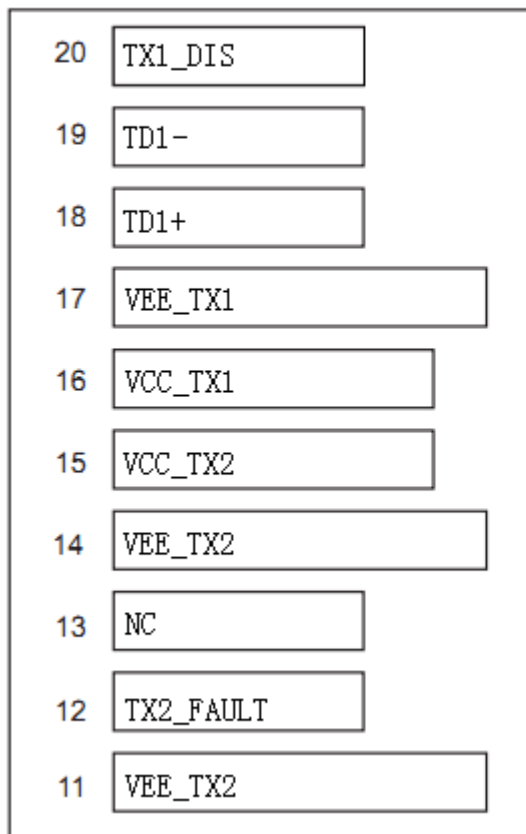 20 TX1_DIS
19 TD1-
18 TD1+
17 VEE_TX1
16 VCC_TX1
15 VCC_TX2
14 VEE_TX2
13 NC
12 TX2_FAULT
11 VEE_TX2